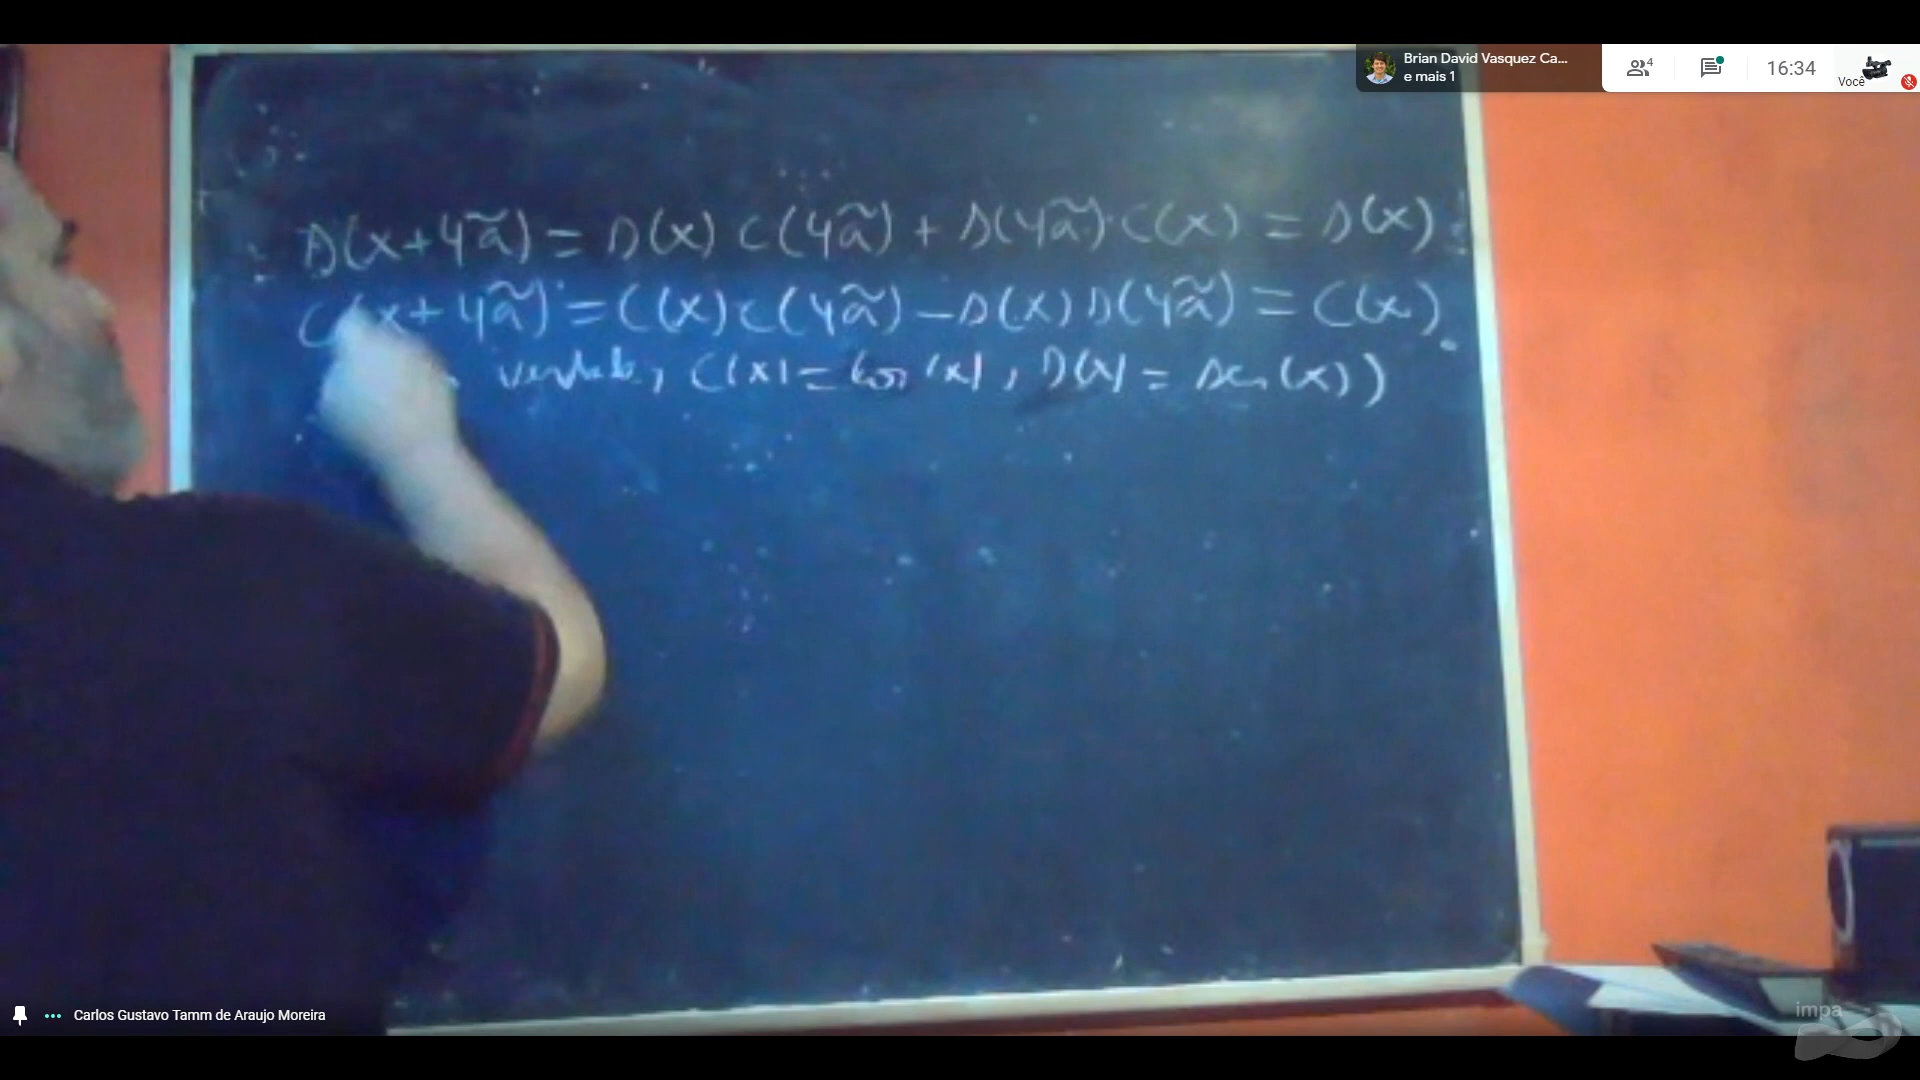 Brian David Vasquez Ca...
e mais 1
4
16:34
Você
s(x+4ã) = s(x) c(4ã) + s(4ã)·c(x) = s(x)
c(x+4ã) = c(x) c(4ã) – s(x) s(4ã) = c(x).
verdade, c(x) = cos(x), s(x) = sen(x))
Carlos Gustavo Tamm de Araujo Moreira
impa